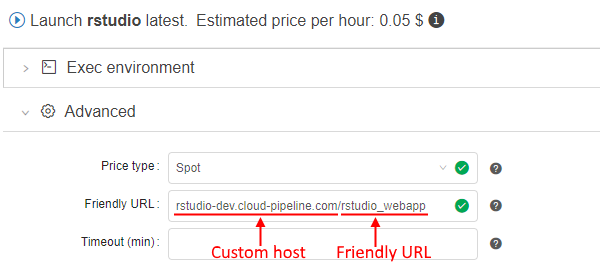 Launch rstudio latest. Estimated price per hour: 0.05 $
Exec environment
Advanced
Price type: Spot
Friendly URL: rstudio-dev.cloud-pipeline.com/rstudio_webapp
Timeout (min):
Custom host Friendly URL